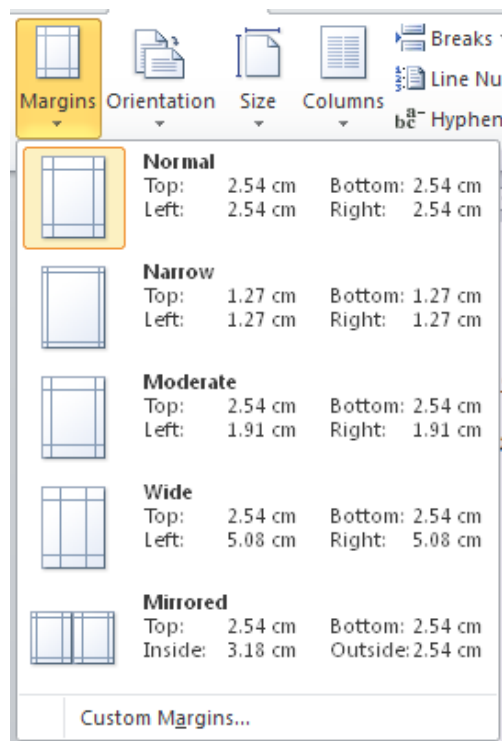 Breaks
Line Nu
Hyphen
Margins Orientation Size Columns
Normal
Top: 2.54 cm Bottom: 2.54 cm
Left: 2.54 cm Right: 2.54 cm
Narrow
Top: 1.27 cm Bottom: 1.27 cm
Left: 1.27 cm Right: 1.27 cm
Moderate
Top: 2.54 cm Bottom: 2.54 cm
Left: 1.91 cm Right: 1.91 cm
Wide
Top: 2.54 cm Bottom: 2.54 cm
Left: 5.08 cm Right: 5.08 cm
Mirrored
Top: 2.54 cm Bottom: 2.54 cm
Inside: 3.18 cm Outside: 2.54 cm
Custom Margins...